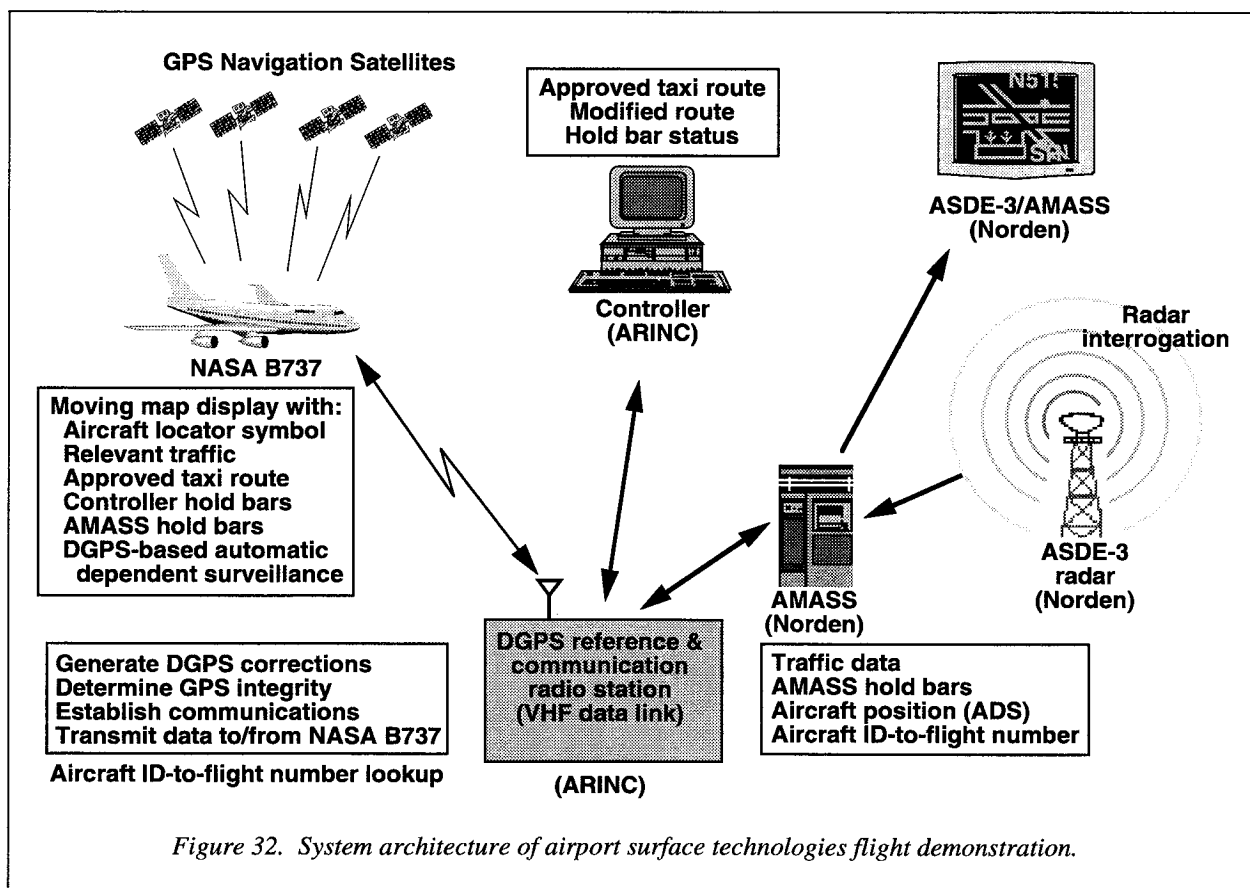 GPS Navigation Satellites
NASA B737
Moving map display with:
Aircraft locator symbol
Relevant traffic
Approved taxi route
Controller hold bars
AMASS hold bars
DGPS-based automatic
dependent surveillance
Approved taxi route
Modified route
Hold bar status
Controller
(ARINC)
N51
ASDE-3/AMASS
(Norden)
Radar
interrogation
ASDE-3
radar
(Norden)
AMASS
(Norden)
Traffic data
AMASS hold bars
Aircraft position (ADS)
Aircraft ID-to-flight number
DGPS reference &
communication
radio station
(VHF data link)
(ARINC)
Generate DGPS corrections
Determine GPS integrity
Establish communications
Transmit data to/from NASA B737
Aircraft ID-to-flight number lookup
Figure 32. System architecture of airport surface technologies flight demonstration.